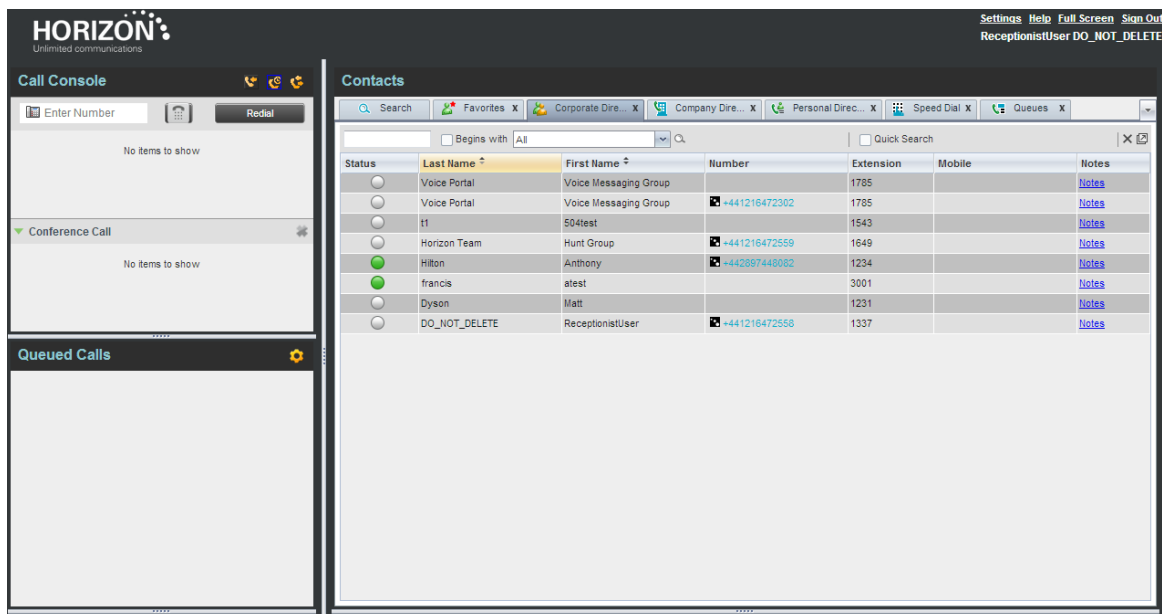 HORIZON
Unlimited communications
Settings Help Full Screen Sign Out
ReceptionistUser DO_NOT_DELETE
Call Console
Enter Number
Redial
No items to show
Conference Call
No items to show
Queued Calls
Contacts
Search Favorites X Corporate Dire... X Company Dire... X Personal Direc... X Speed Dial X Queues X
Begins with All Quick Search
Status Last Name First Name Number Extension Mobile Notes
Voice Portal Voice Messaging Group 1785 Notes
Voice Portal Voice Messaging Group +441216472302 1785 Notes
t1 504test 1543 Notes
Horizon Team Hunt Group +441216472559 1649 Notes
Hilton Anthony +442897448082 1234 Notes
francis atest 3001 Notes
Dyson Matt 1231 Notes
DO_NOT_DELETE ReceptionistUser +441216472558 1337 Notes